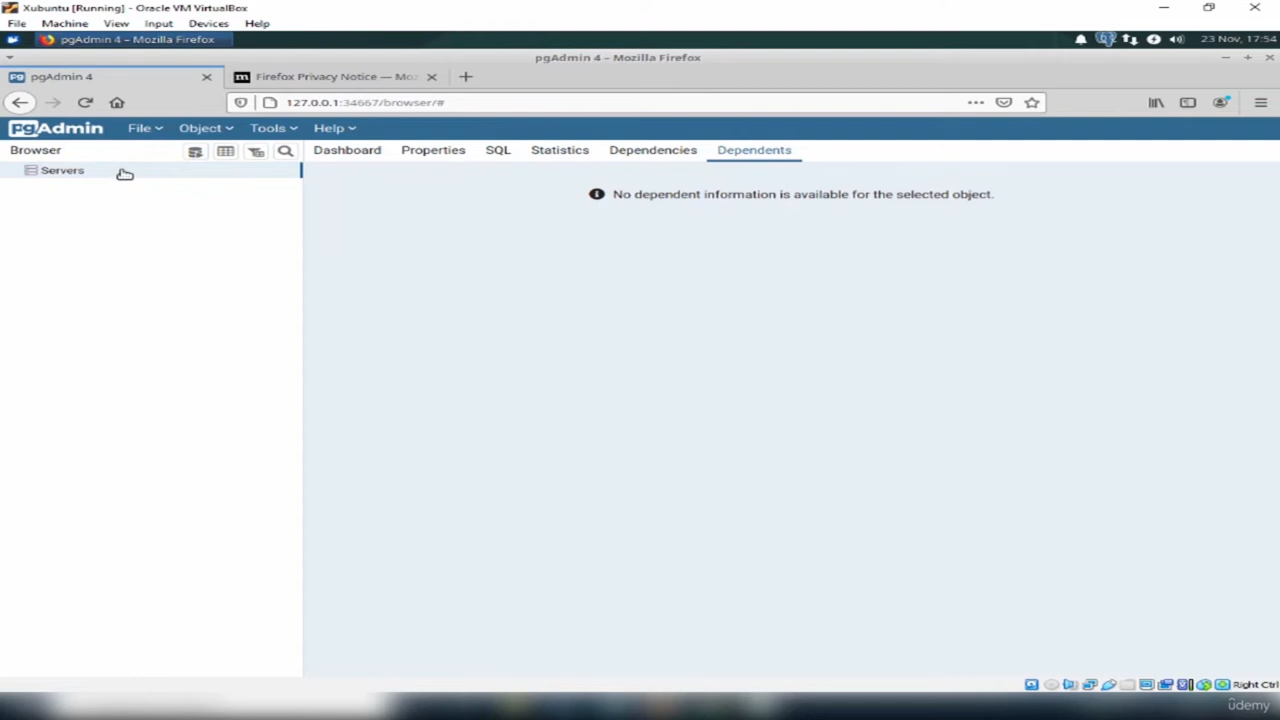 Xubuntu [Running] - Oracle VM VirtualBox
File Machine View Input Devices Help
pgAdmin 4 – Mozilla Firefox
23 Nov, 17:54
pgAdmin 4 – Mozilla Firefox
pgAdmin 4
Firefox Privacy Notice — Moz
127.0.0.1:34667/browser/#
pgAdmin File Object Tools Help
Browser
Dashboard Properties SQL Statistics Dependencies Dependents
Servers
No dependent information is available for the selected object.
Right Ctrl
ûdemy